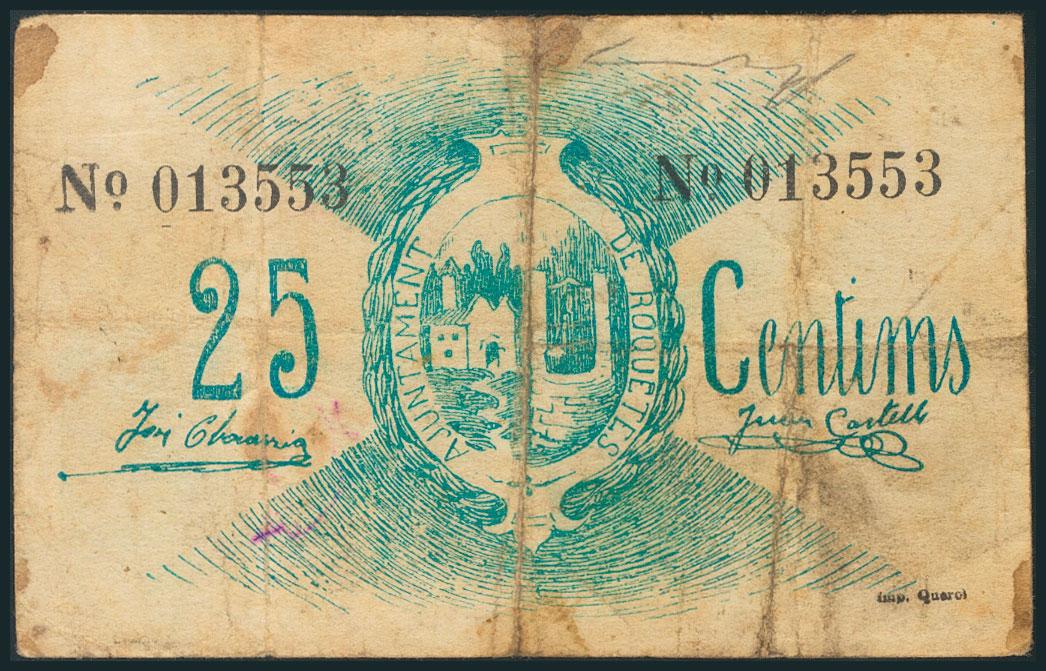 Nº 013553
Nº 013553
AJUNTAMENT DE ROQUETES
25 Centims
Imp. Querol